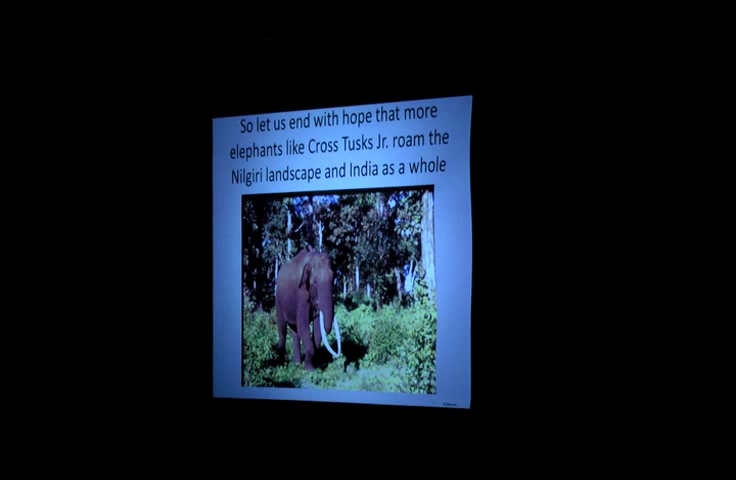 So let us end with hope that more
elephants like Cross Tusks Jr. roam the
Nilgiri landscape and India as a whole